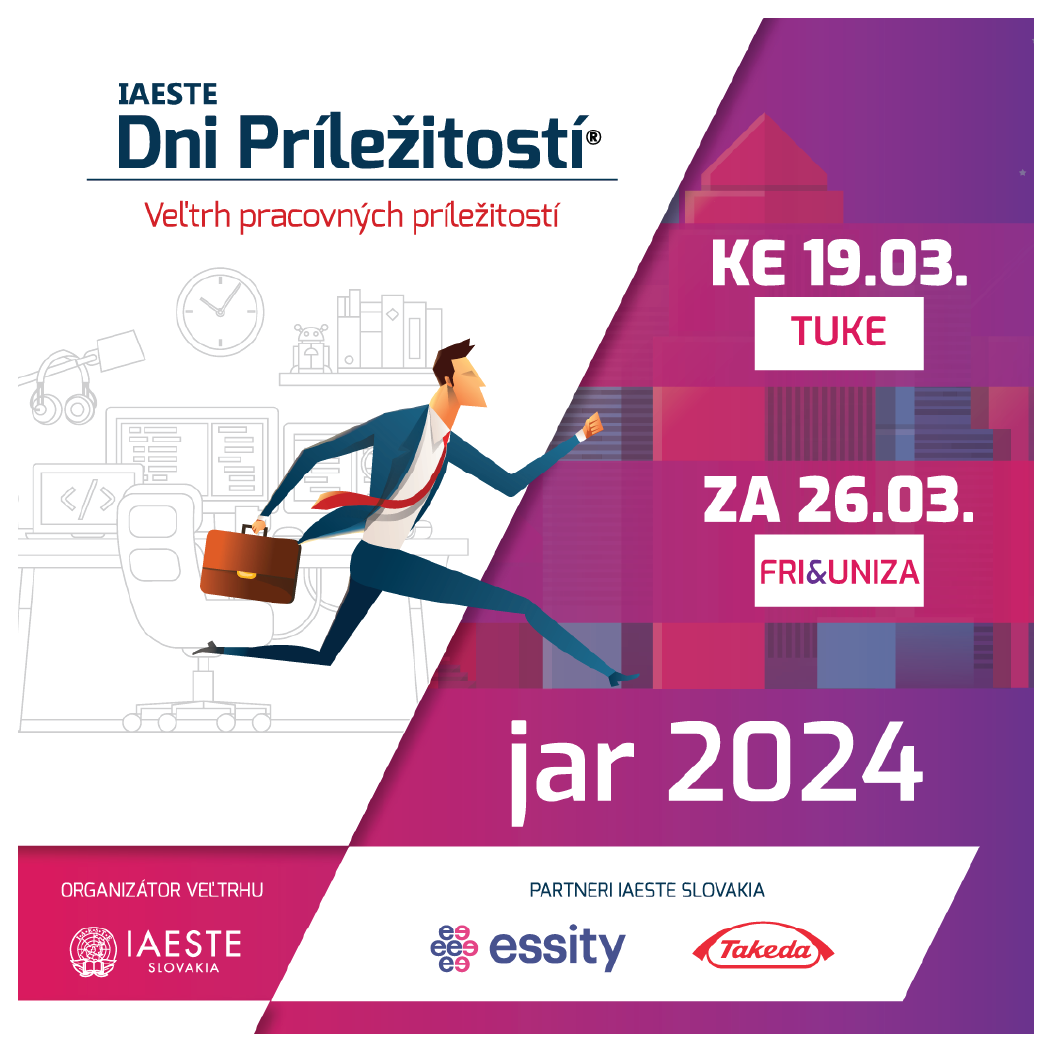 IAESTE
Dni Príležitostí®
Veľtrh pracovných príležitostí
KE 19.03.
TUKE
ZA 26.03.
FRI&UNIZA
</>
jar 2024
ORGANIZÁTOR VEĽTRHU
IAESTE
SLOVAKIA
PARTNERI IAESTE SLOVAKIA
essity
Takeda